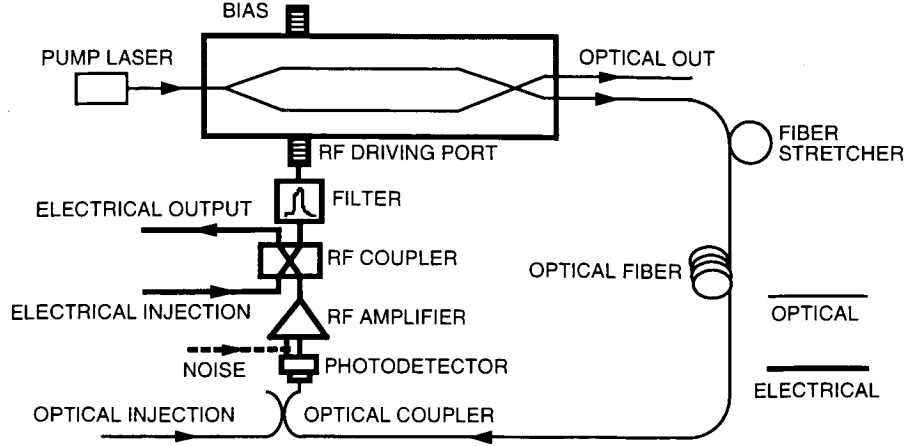 BIAS
PUMP LASER
OPTICAL OUT
FIBER
STRETCHER
RF DRIVING PORT
FILTER
ELECTRICAL OUTPUT
RF COUPLER
OPTICAL FIBER
ELECTRICAL INJECTION
RF AMPLIFIER
OPTICAL
NOISE
PHOTODETECTOR
ELECTRICAL
OPTICAL INJECTION
OPTICAL COUPLER